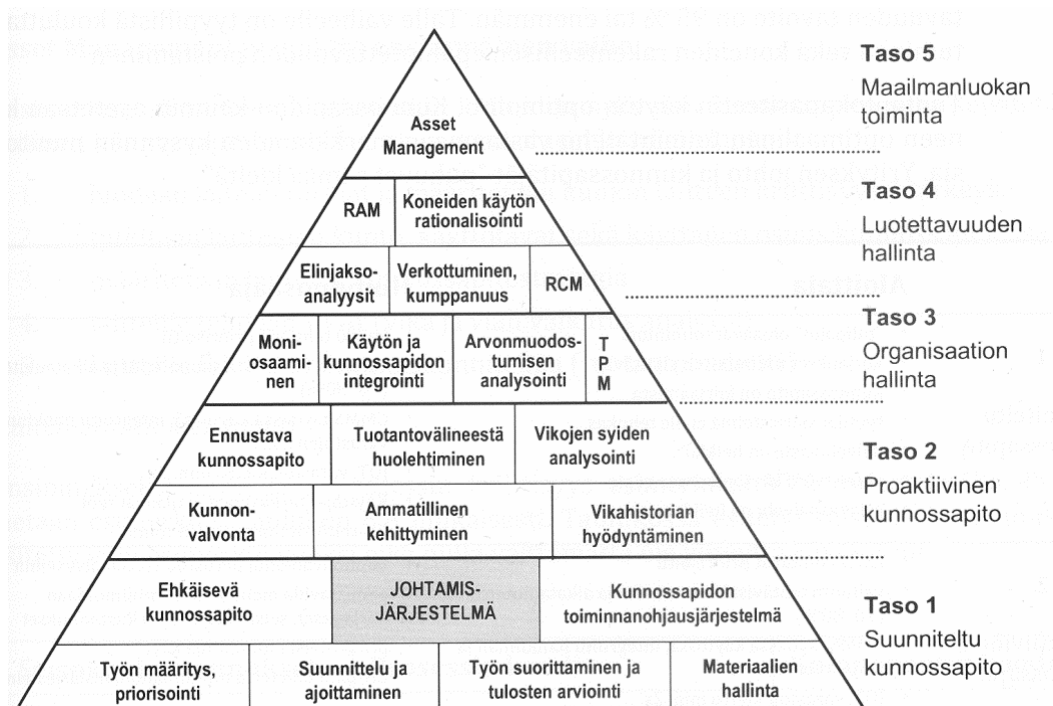 Taso 5
Maailmanluokan
toiminta
Asset
Management
Taso 4
Luotettavuuden
hallinta
RAM
Koneiden käytön
rationalisointi
Elinjakso-
analyysit
Verkottuminen,
kumppanuus
RCM
Taso 3
Organisaation
hallinta
Moni-
osaami-
nen
Käytön ja
kunnossapidon
integrointi
Arvonmuodos-
tumisen
analysointi
T
P
M
Taso 2
Proaktiivinen
kunnossapito
Ennustava
kunnossapito
Tuotantovälineestä
huolehtiminen
Vikojen syiden
analysointi
Kunnon-
valvonta
Ammatillinen
kehittyminen
Vikahistorian
hyödyntäminen
Taso 1
Suunniteltu
kunnossapito
Ehkäisevä
kunnossapito
JOHTAMIS-
JÄRJESTELMÄ
Kunnossapidon
toiminnanohjausjärjestelmä
Työn määritys,
priorisointi
Suunnittelu ja
ajoittaminen
Työn suorittaminen ja
tulosten arviointi
Materiaalien
hallinta